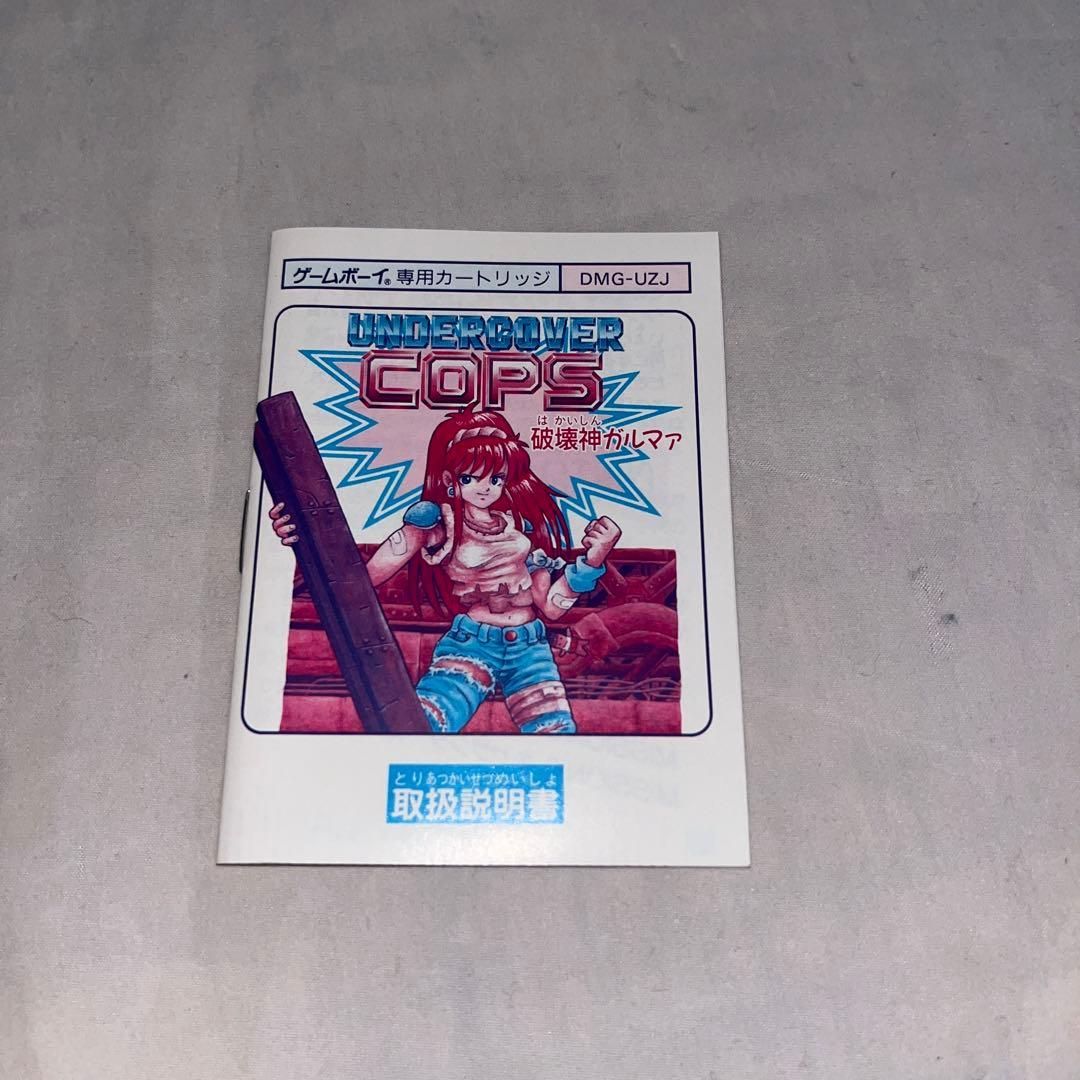 ゲームボーイ® 専用カートリッジ DMG-UZJ
UNDERCOVER
COPS
はかいしん
破壊神ガルマァ
とりあつかいせつめいしょ
取扱説明書